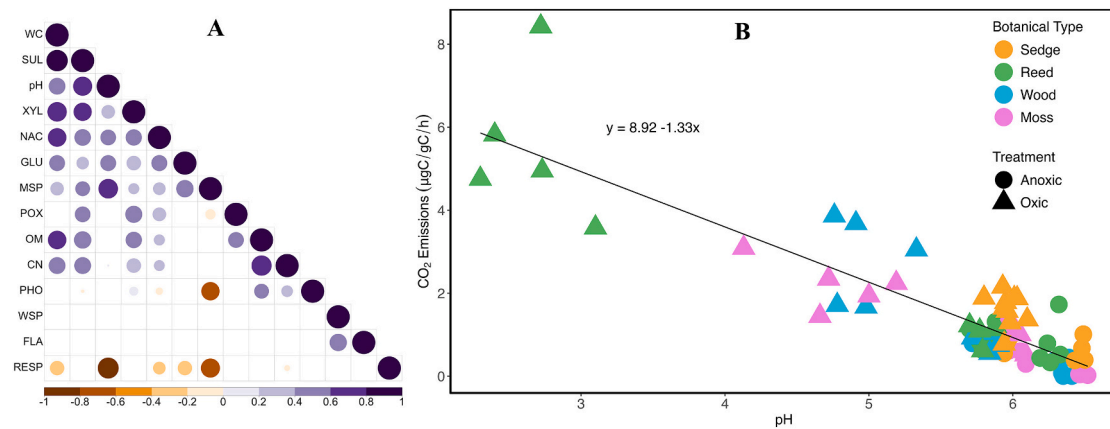 A
WC
SUL
pH
XYL
NAC
GLU
MSP
POX
OM
CN
PHO
WSP
FLA
RESP
-1 -0.8 -0.6 -0.4 -0.2 0 0.2 0.4 0.6 0.8 1
B
CO₂ Emissions (μgC/gC/h)
8
6
4
2
0
y = 8.92 -1.33x
3 4 5 6
pH
Botanical Type
Sedge
Reed
Wood
Moss
Treatment
Anoxic
Oxic